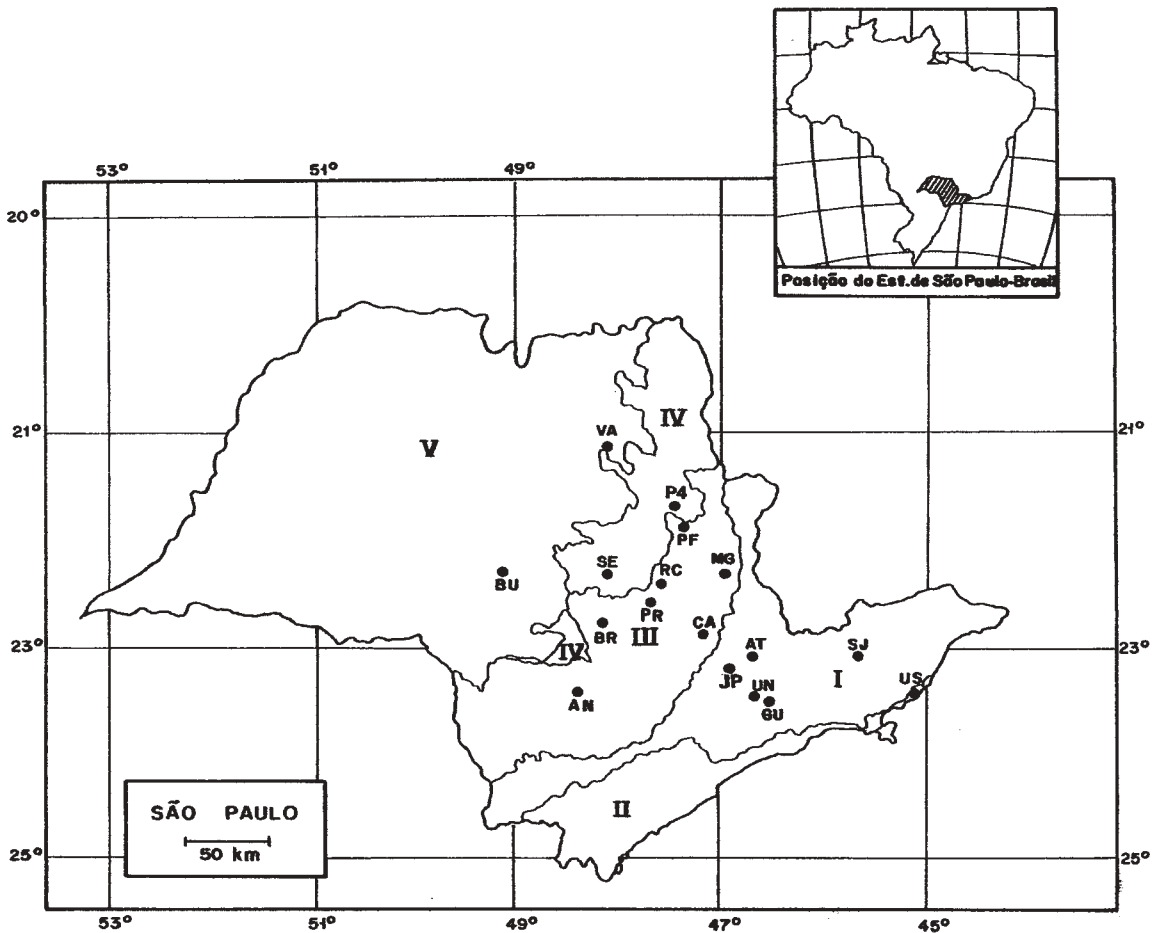 Posição do Est.de São Paulo-Brasil
53° 51° 49°
20°
21° 21°
IV
V
VA
P4
PF
SE
MG
RC
BU
PR
BR
III
CA
23° 23°
IV
AT
SJ
JP
UN
I
US
GU
AN
II
SÃO PAULO
50 km
25° 25°
53° 51° 49° 47° 45°